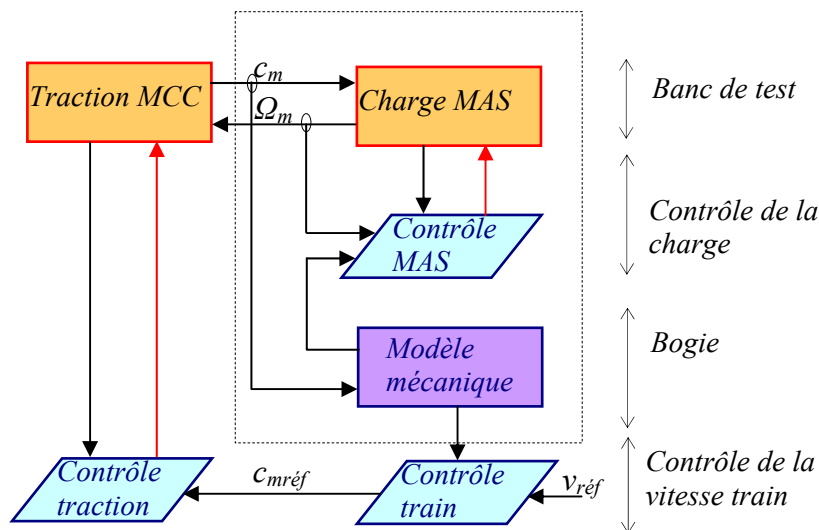 c_m
Traction MCC
Charge MAS
Banc de test
Ω_m
Contrôle
MAS
Contrôle de la
charge
Modèle
mécanique
Bogie
Contrôle
traction
c_mréf
Contrôle
train
v_réf
Contrôle de la
vitesse train